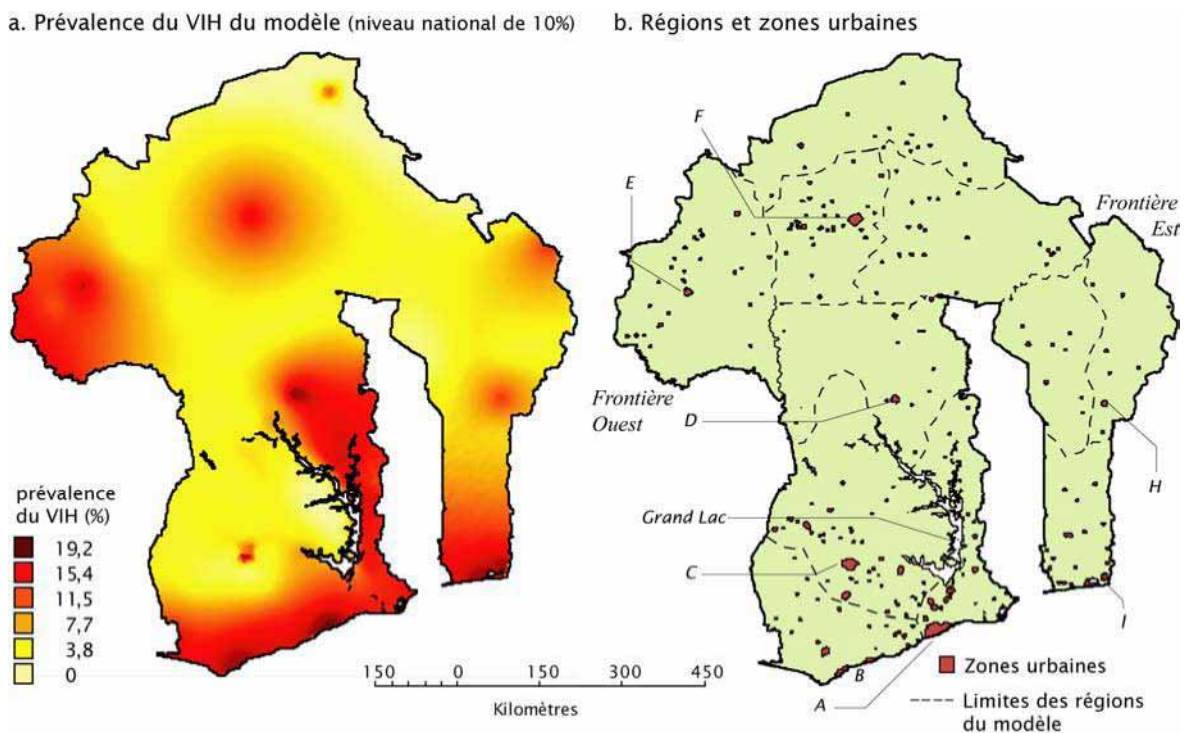 a. Prévalence du VIH du modèle (niveau national de 10%)
b. Régions et zones urbaines
F
E
Frontière
Est
Frontière
Ouest
D
H
Grand Lac
C
I
B
A
prévalence
du VIH (%)
19,2
15,4
11,5
7,7
3,8
0
150 0 150 300 450
Kilomètres
Zones urbaines
Limites des régions
du modèle